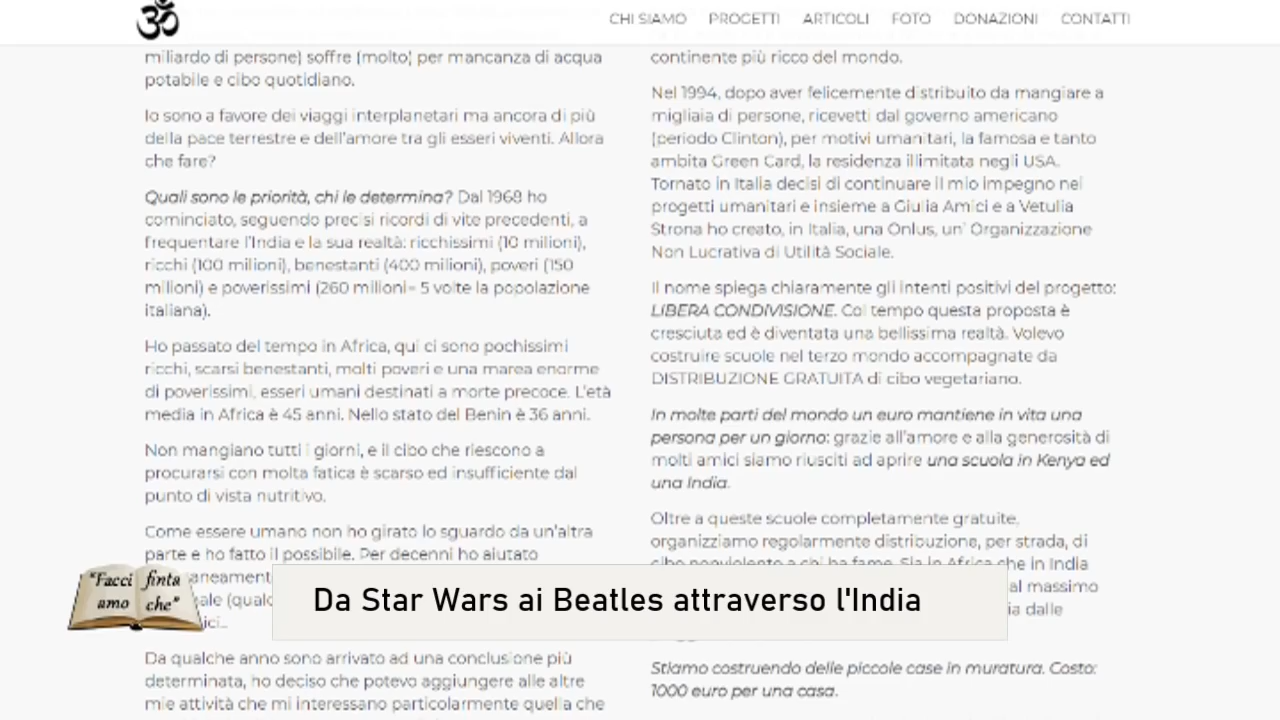 CHI SIAMO PROGETTI ARTICOLI FOTO DONAZIONI CONTATTI
miliardo di persone) soffre (molto) per mancanza di acqua
potabile e cibo quotidiano.
Io sono a favore dei viaggi interplanetari ma ancora di più
della pace terrestre e dell'amore tra gli esseri viventi. Allora
che fare?
Quali sono le priorità, chi le determina? Dal 1968 ho
cominciato, seguendo precisi ricordi di vite precedenti, a
frequentare l'India e la sua realtà: ricchissimi (10 milioni),
ricchi (100 milioni), benestanti (400 milioni), poveri (150
milioni) e poverissimi (260 milioni= 5 volte la popolazione
italiana).
Ho passato del tempo in Africa, qui ci sono pochissimi
ricchi, scarsi benestanti, molti poveri e una marea enorme
di poverissimi, esseri umani destinati a morte precoce. L'età
media in Africa è 45 anni. Nello stato del Benin è 36 anni.
Non mangiano tutti i giorni, e il cibo che riescono a
procurarsi con molta fatica è scarso ed insufficiente dal
punto di vista nutritivo.
Come essere umano non ho girato lo sguardo da un'altra
parte e ho fatto il possibile. Per decenni ho aiutato
Da qualche anno sono arrivato ad una conclusione più
determinata, ho deciso che potevo aggiungere alle altre
mie attività che mi interessano particolarmente quella che
continente più ricco del mondo.
Nel 1994, dopo aver felicemente distribuito da mangiare a
migliaia di persone, ricevetti dal governo americano
(periodo Clinton), per motivi umanitari, la famosa e tanto
ambita Green Card, la residenza illimitata negli USA.
Tornato in Italia decisi di continuare il mio impegno nei
progetti umanitari e insieme a Giulia Amici e a Vetulia
Strona ho creato, in Italia, una Onlus, un' Organizzazione
Non Lucrativa di Utilità Sociale.
Il nome spiega chiaramente gli intenti positivi del progetto:
LIBERA CONDIVISIONE. Col tempo questa proposta è
cresciuta ed è diventata una bellissima realtà. Volevo
costruire scuole nel terzo mondo accompagnate da
DISTRIBUZIONE GRATUITA di cibo vegetariano.
In molte parti del mondo un euro mantiene in vita una
persona per un giorno: grazie all'amore e alla generosità di
molti amici siamo riusciti ad aprire una scuola in Kenya ed
una India.
Oltre a queste scuole completamente gratuite,
organizziamo regolarmente distribuzione, per strada, di
cibo nonviolento a chi ha fame. Sia in Africa che in India
al massimo
dalle
Stiamo costruendo delle piccole case in muratura. Costo:
1000 euro per una casa.
"Facci finta
amo che"
Da Star Wars ai Beatles attraverso l'India